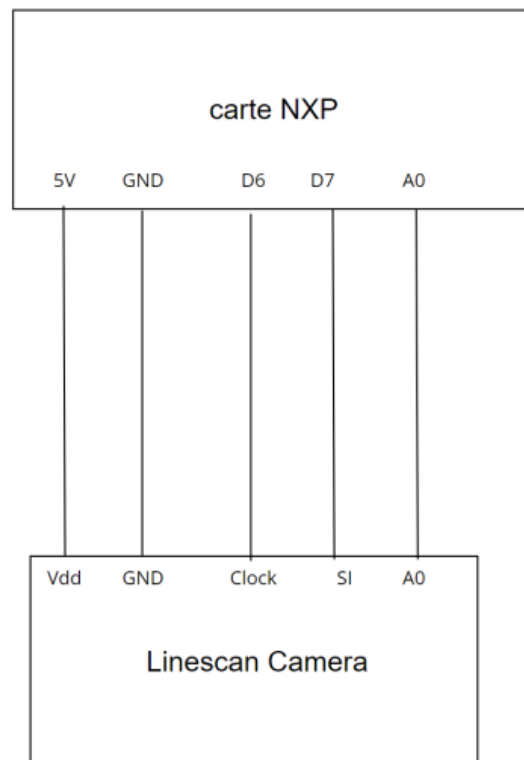 carte NXP
5V GND D6 D7 A0
Vdd GND Clock SI A0
Linescan Camera